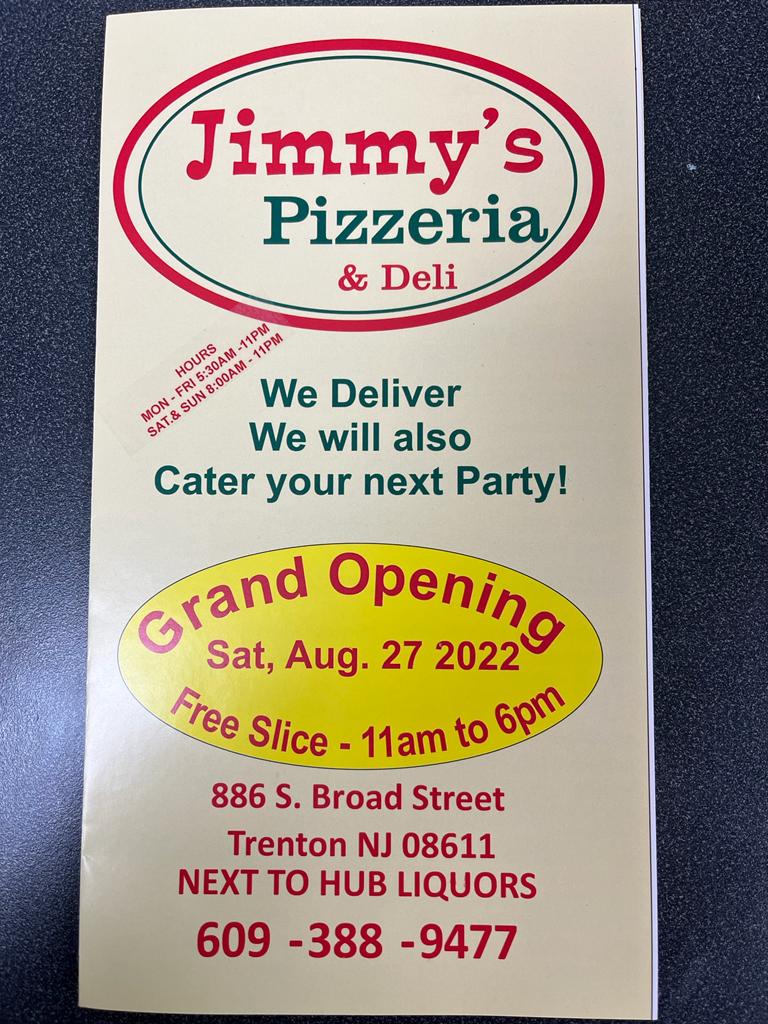 Jimmy's
Pizzeria
& Deli
HOURS
MON - FRI 5:30AM -11PM
SAT.& SUN 8:00AM - 11PM
We Deliver
We will also
Cater your next Party!
Grand Opening
Sat, Aug. 27 2022
Free Slice - 11am to 6pm
886 S. Broad Street
Trenton NJ 08611
NEXT TO HUB LIQUORS
609 -388 -9477